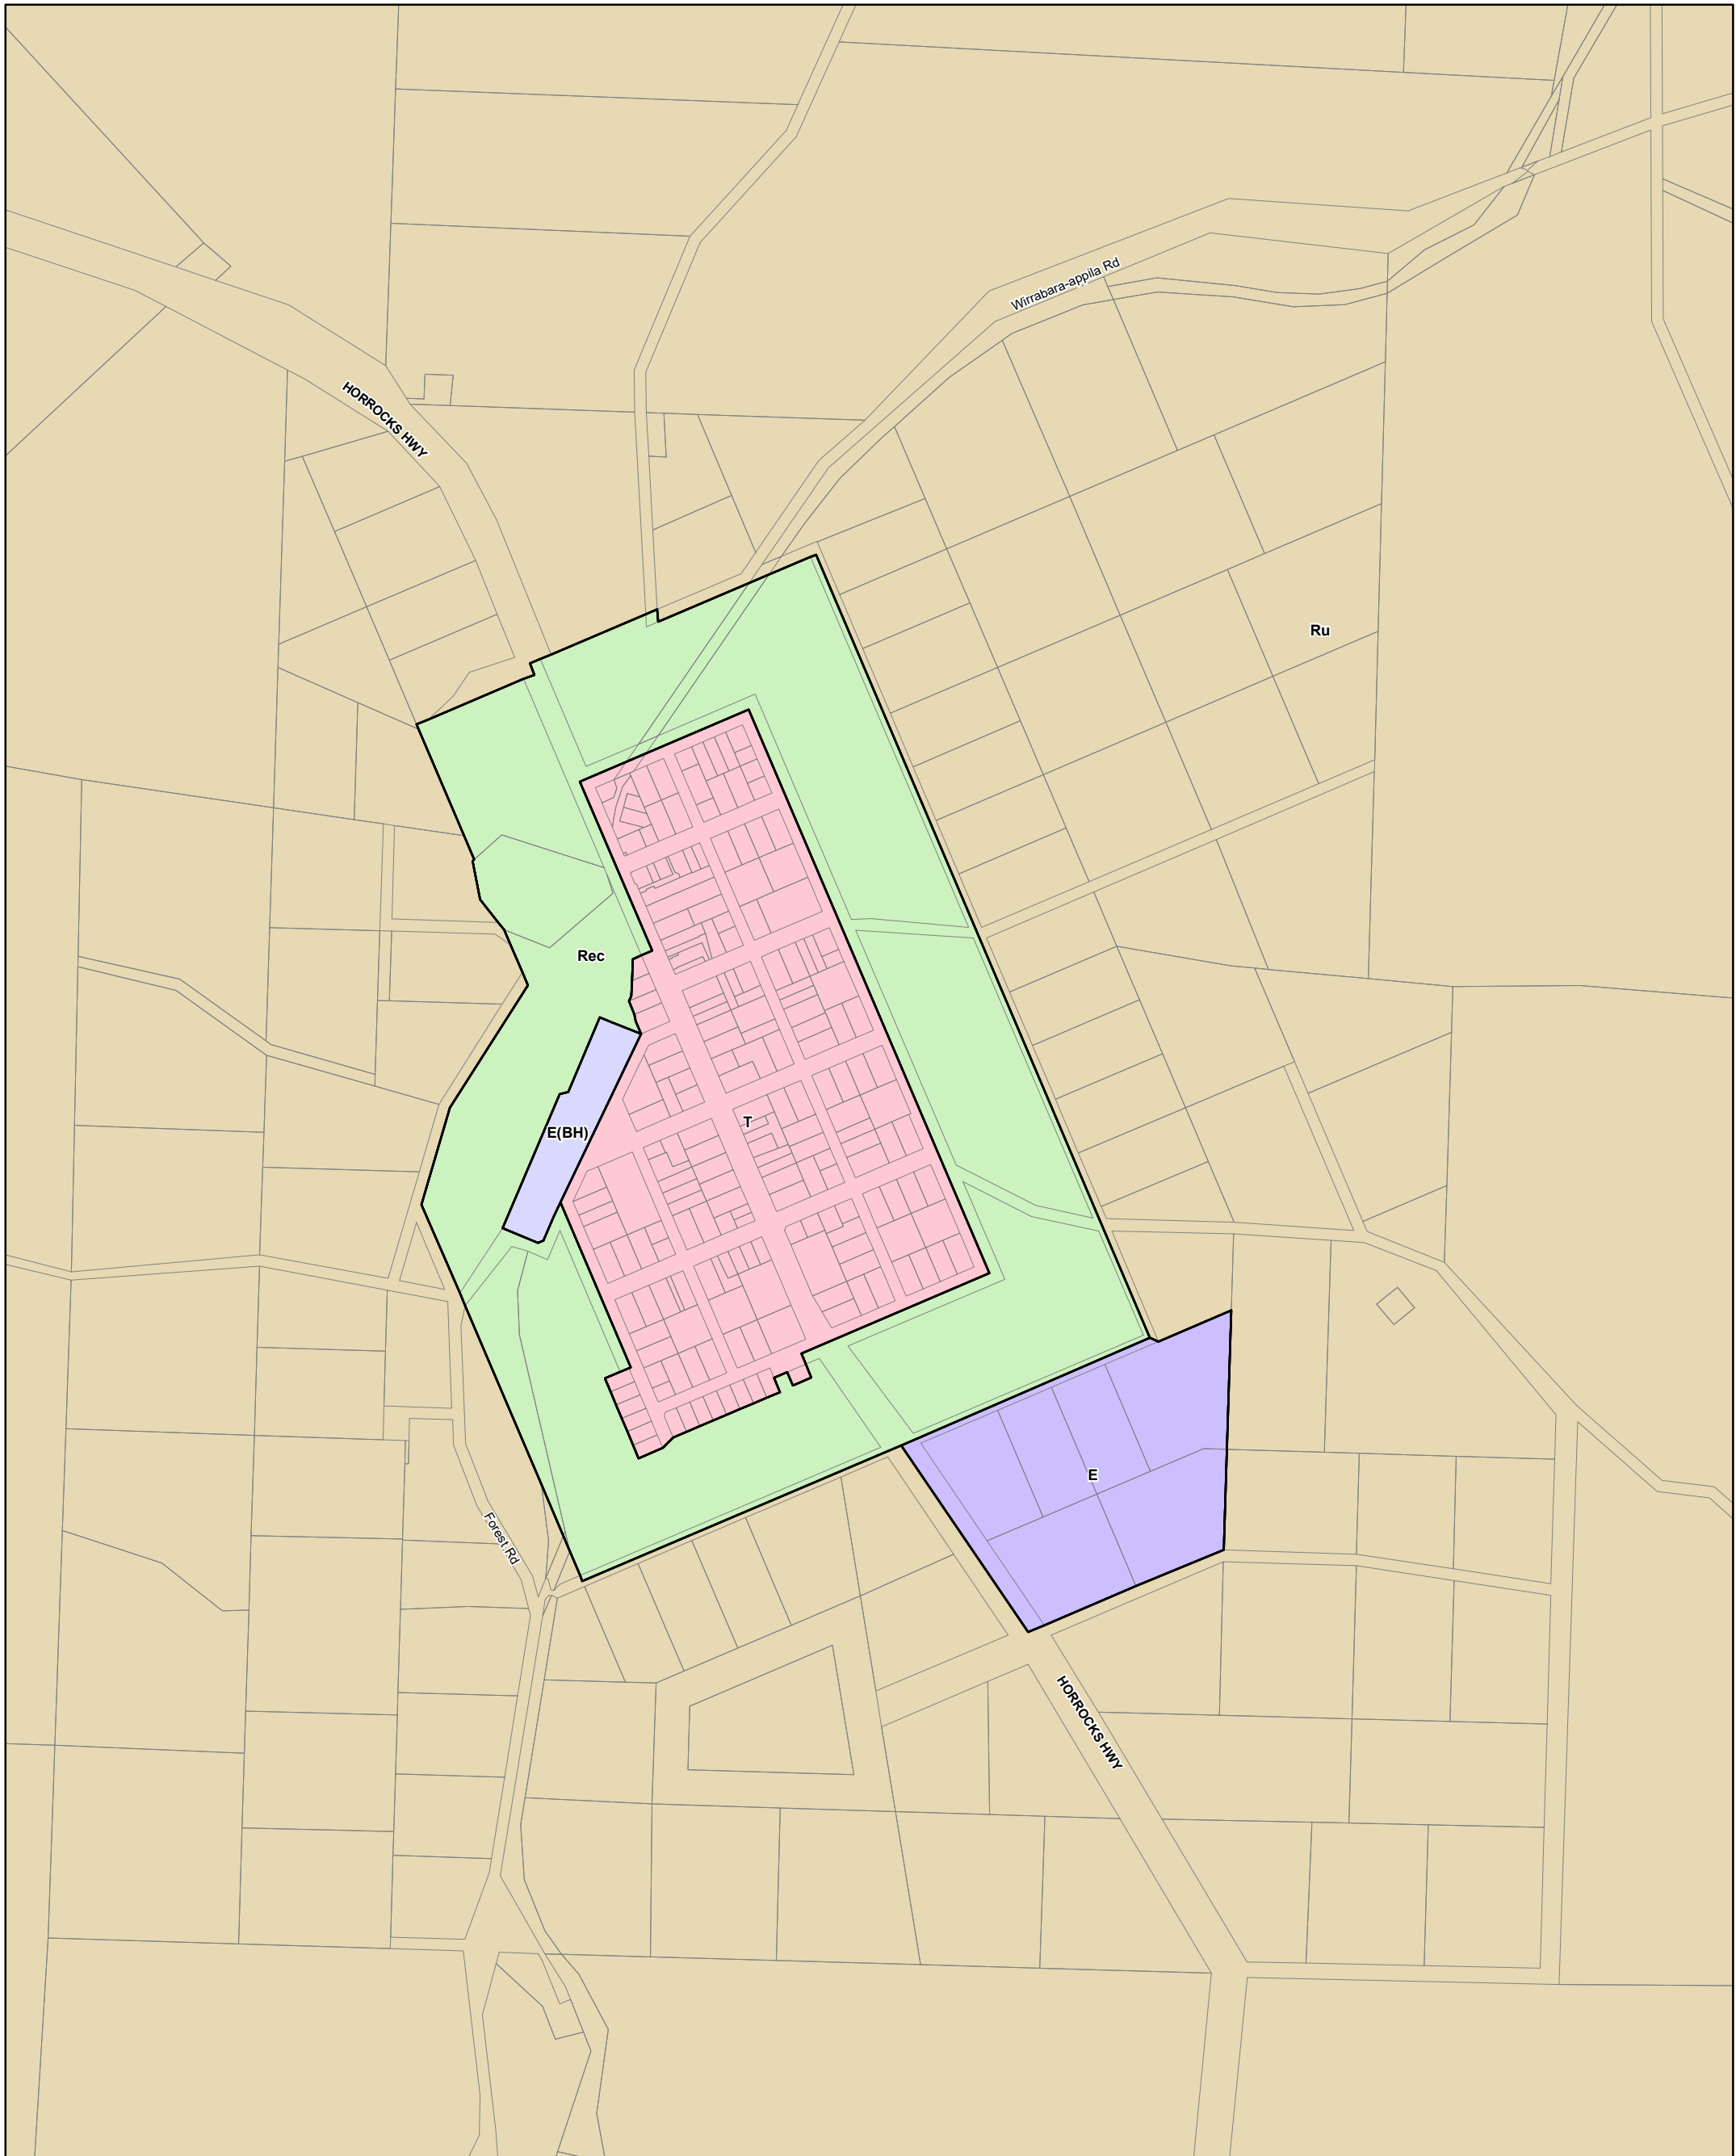 Wirrabara-appila Rd
HORROCKS HWY
Ru
Rec
T
E(BH)
E
Forest Rd
HORROCKS HWY